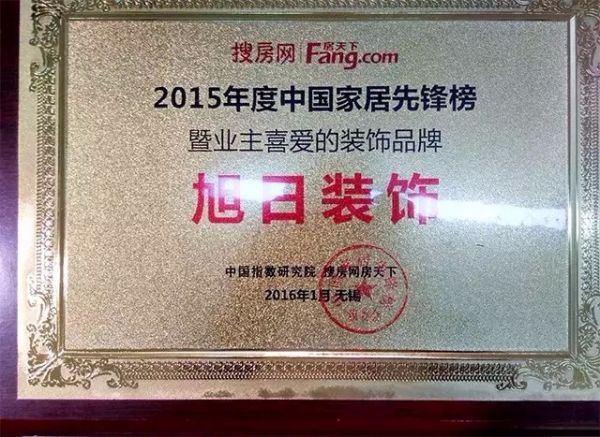 搜房网 房天下 Fang.com
2015年度中国家居先锋榜
暨业主喜爱的装饰品牌
旭日装饰
中国指数研究院 搜房网房天下
2016年1月 无锡